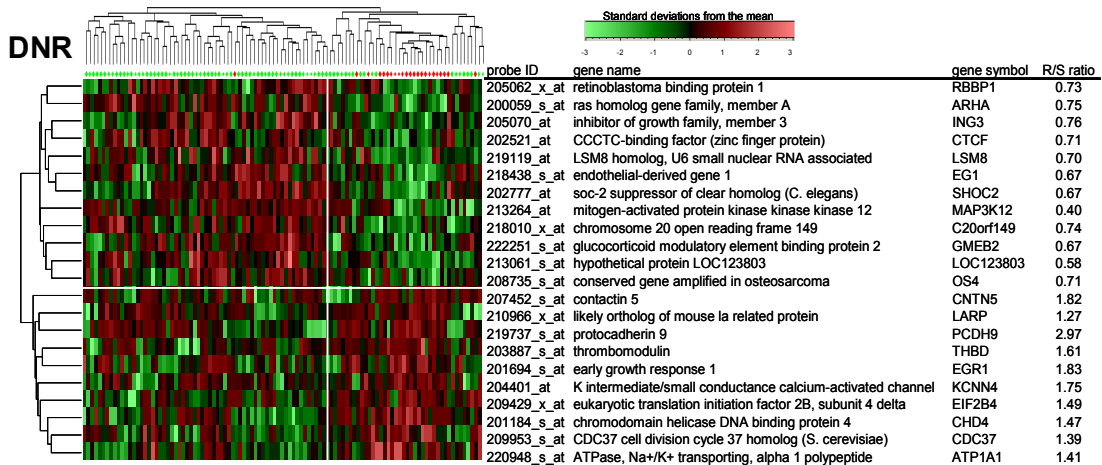 Standard deviations from the mean
-3 -2 -1 0 1 2 3
DNR
probe ID gene name gene symbol R/S ratio
205062_x_at retinoblastoma binding protein 1 RBBP1 0.73
200059_s_at ras homolog gene family, member A ARHA 0.75
205070_at inhibitor of growth family, member 3 ING3 0.76
202521_at CCCTC-binding factor (zinc finger protein) CTCF 0.71
219119_at LSM8 homolog, U6 small nuclear RNA associated LSM8 0.70
218438_s_at endothelial-derived gene 1 EG1 0.67
202777_at soc-2 suppressor of clear homolog (C. elegans) SHOC2 0.67
213264_at mitogen-activated protein kinase kinase kinase 12 MAP3K12 0.40
218010_x_at chromosome 20 open reading frame 149 C20orf149 0.74
222251_s_at glucocorticoid modulatory element binding protein 2 GMEB2 0.67
213061_s_at hypothetical protein LOC123803 LOC123803 0.58
208735_s_at conserved gene amplified in osteosarcoma OS4 0.71
207452_s_at contactin 5 CNTN5 1.82
210966_x_at likely ortholog of mouse la related protein LARP 1.27
219737_s_at protocadherin 9 PCDH9 2.97
203887_s_at thrombomodulin THBD 1.61
201694_s_at early growth response 1 EGR1 1.83
204401_at K intermediate/small conductance calcium-activated channel KCNN4 1.75
209429_x_at eukaryotic translation initiation factor 2B, subunit 4 delta EIF2B4 1.49
201184_s_at chromodomain helicase DNA binding protein 4 CHD4 1.47
209953_s_at CDC37 cell division cycle 37 homolog (S. cerevisiae) CDC37 1.39
220948_s_at ATPase, Na+/K+ transporting, alpha 1 polypeptide ATP1A1 1.41